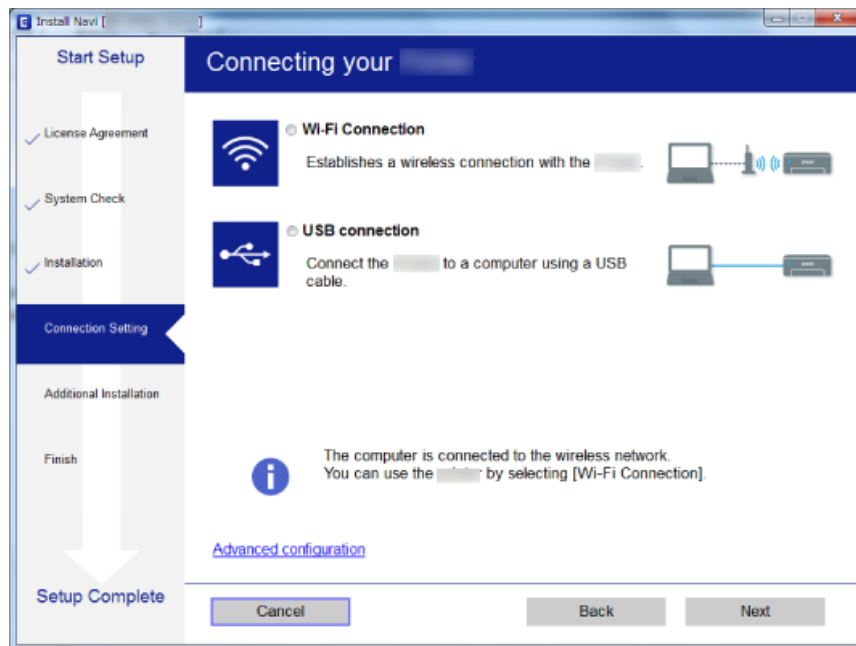 Install Navi [ ]
Start Setup
License Agreement
System Check
Installation
Connection Setting
Additional Installation
Finish
Setup Complete
Connecting your
Wi-Fi Connection
Establishes a wireless connection with the .
USB connection
Connect the to a computer using a USB
cable.
The computer is connected to the wireless network.
You can use the by selecting [Wi-Fi Connection].
Advanced configuration
Cancel
Back
Next